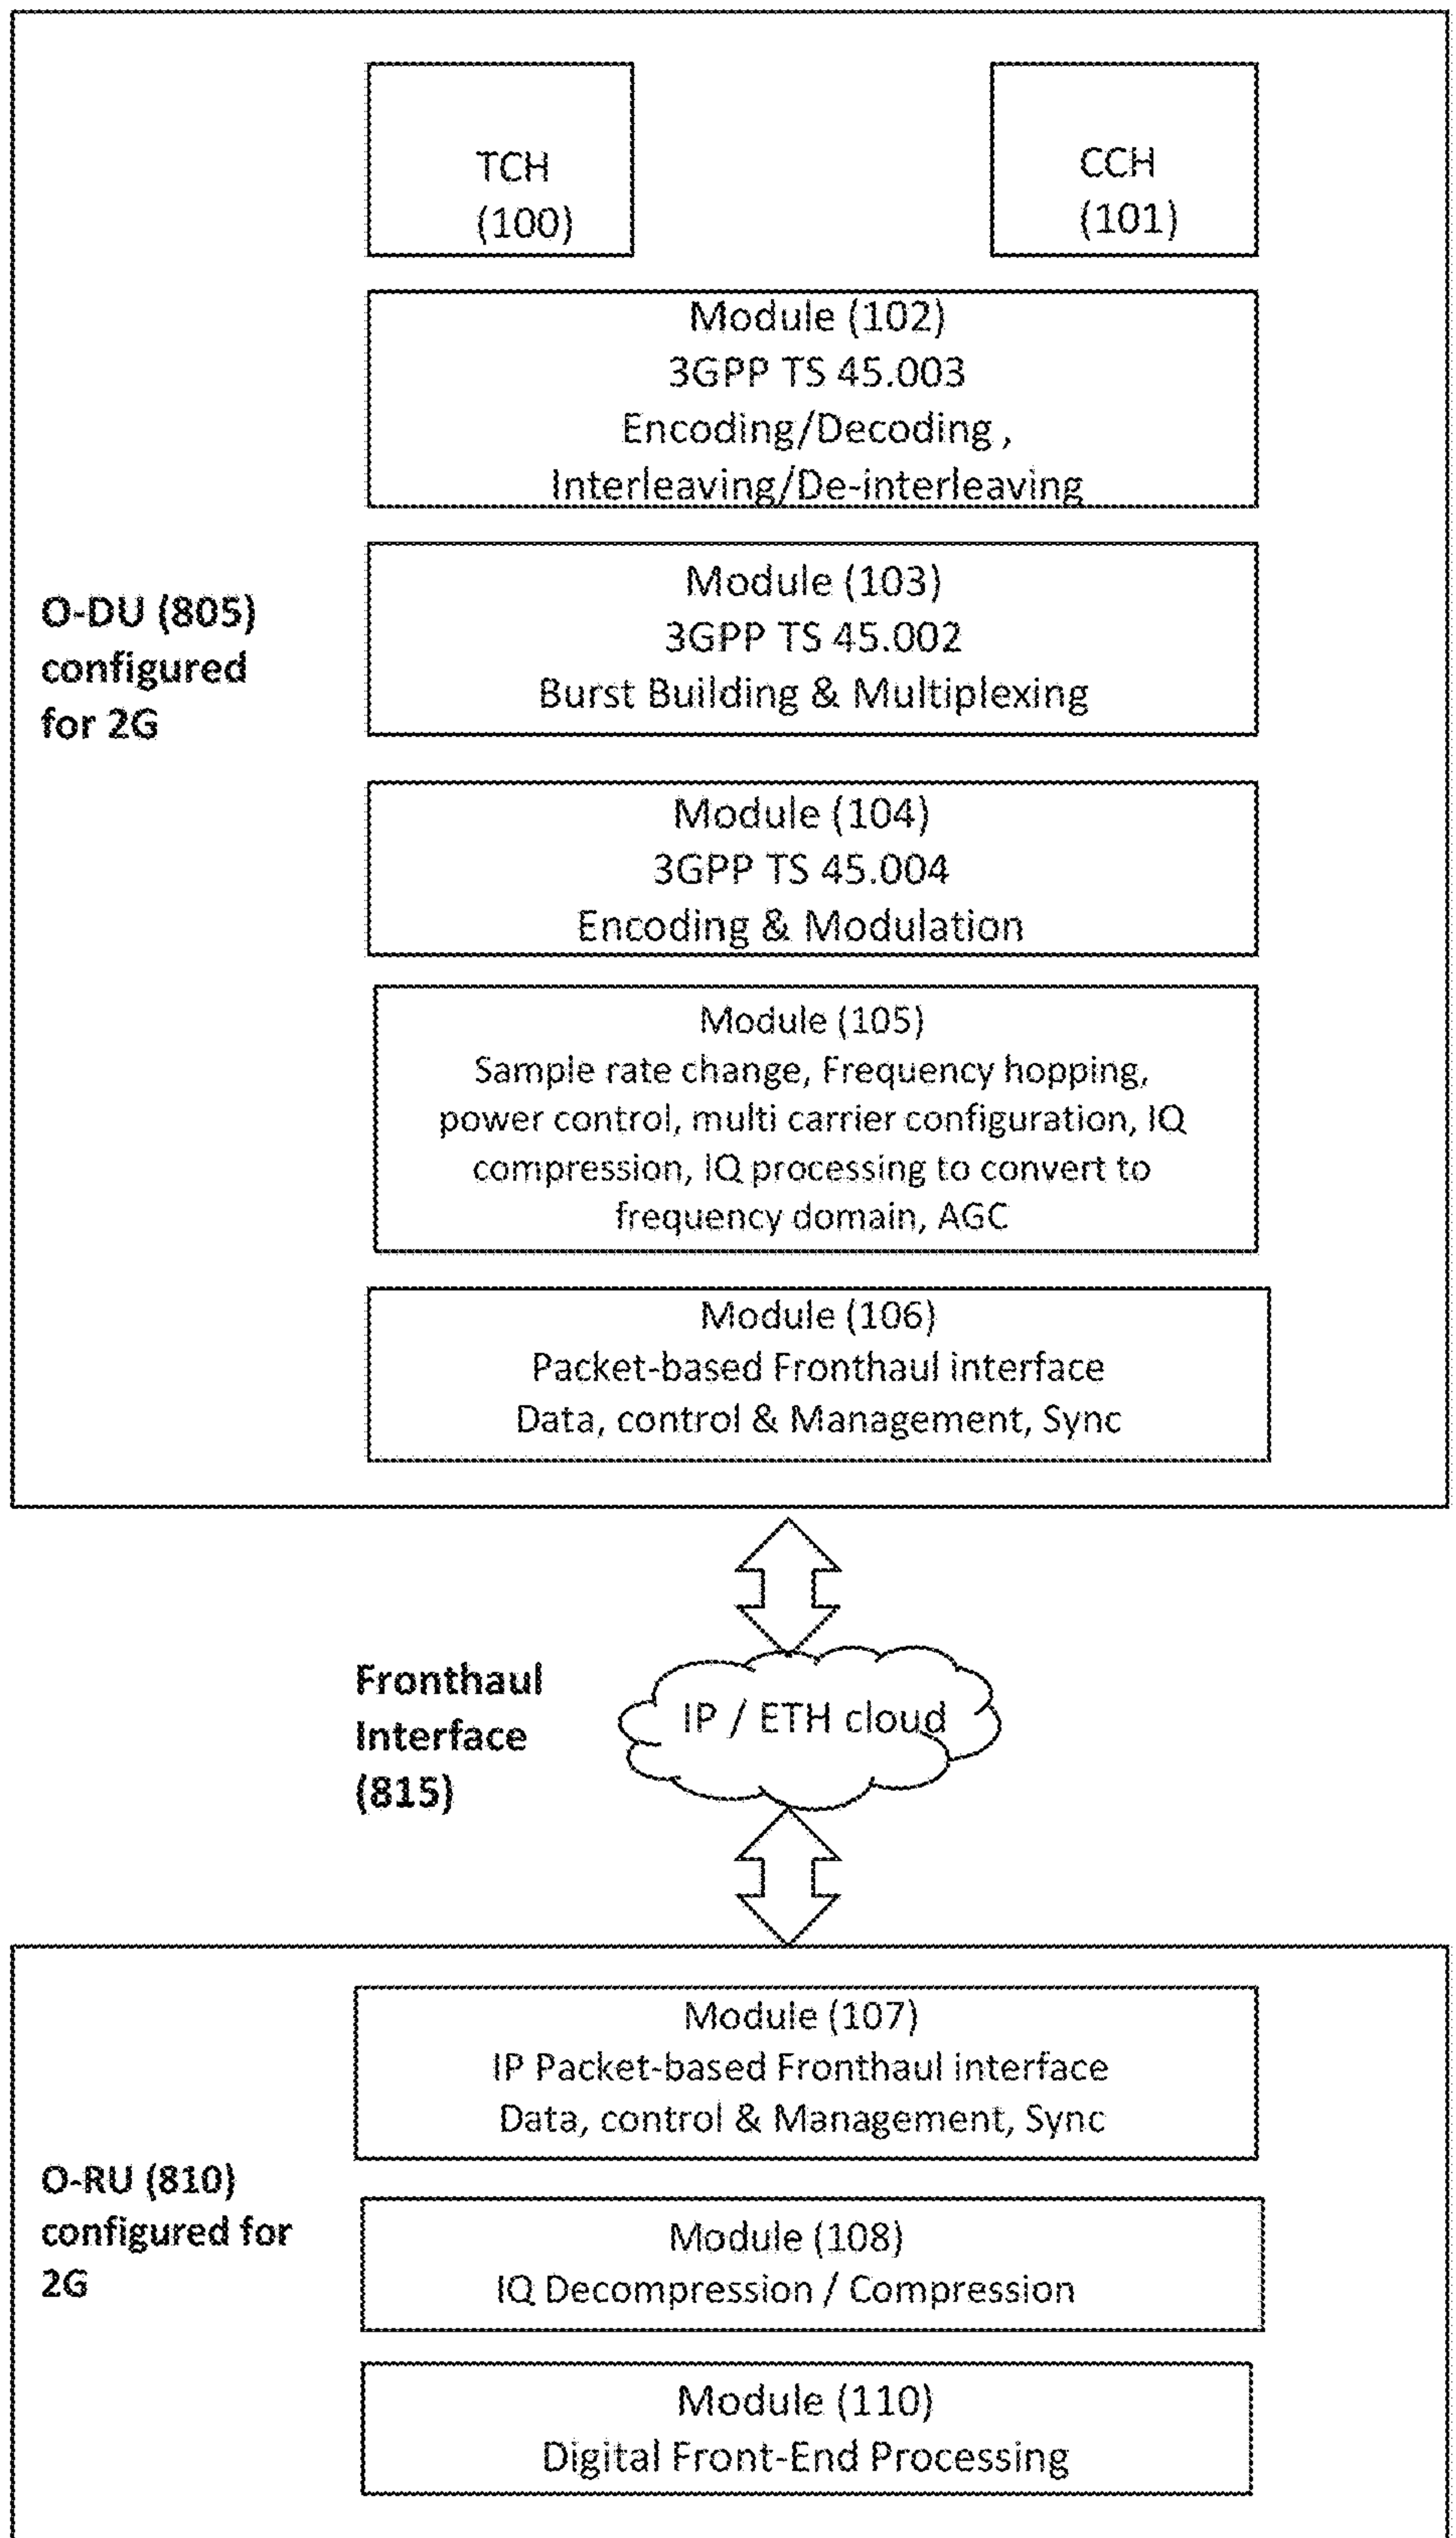 TCH
(100)
CCH
(101)
Module (102)
3GPP TS 45.003
Encoding/Decoding ,
Interleaving/De-interleaving
O-DU (805)
configured
for 2G
Module (103)
3GPP TS 45.002
Burst Building & Multiplexing
Module (104)
3GPP TS 45.004
Encoding & Modulation
Module (105)
Sample rate change, Frequency hopping,
power control, multi carrier configuration, IQ
compression, IQ processing to convert to
frequency domain, AGC
Module (106)
Packet-based Fronthaul interface
Data, control & Management, Sync
Fronthaul
Interface
(815)
IP / ETH cloud
Module (107)
IP Packet-based Fronthaul interface
Data, control & Management, Sync
O-RU (810)
configured for
2G
Module (108)
IQ Decompression / Compression
Module (110)
Digital Front-End Processing